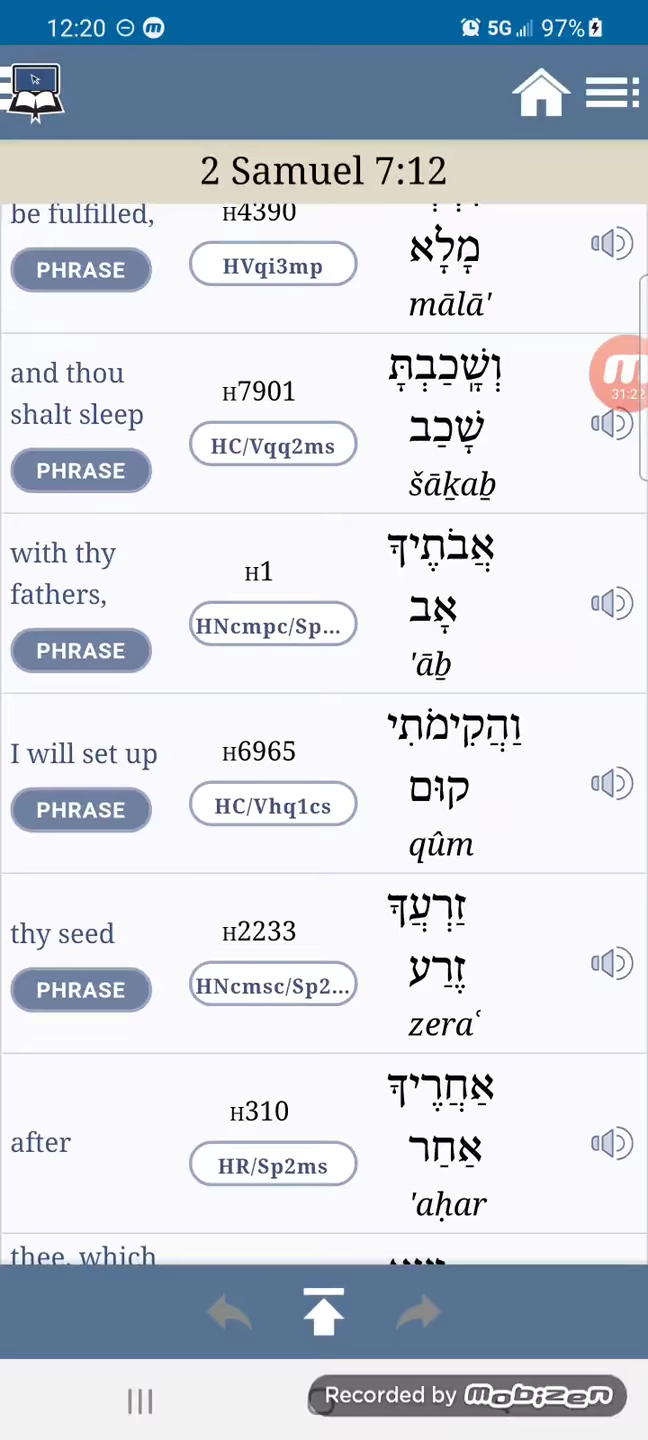 12:20
5G 97%
2 Samuel 7:12
be fulfilled,
H4390
PHRASE
HVqi3mp
מָלָא
mālā'
and thou
shalt sleep
H7901
PHRASE
HC/Vqq2ms
וְשָׁכַבְתָּ
שָׁכַב
šāḵaḇ
31:22
with thy
fathers,
H1
PHRASE
HNcmpc/Sp...
אֲבֹתֶיךָ
אָב
'āḇ
I will set up
H6965
PHRASE
HC/Vhq1cs
וַהֲקִימֹתִי
קוּם
qûm
thy seed
H2233
PHRASE
HNcmsc/Sp2...
זַרְעֲךָ
זֶרַע
zeraʿ
after
H310
HR/Sp2ms
אַחֲרֶיךָ
אַחַר
'aḥar
thee, which
Recorded by mobizen